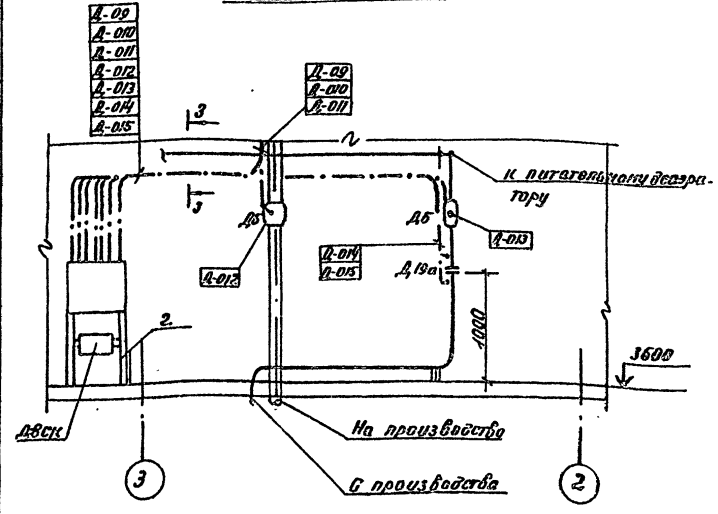 Д-09
Д-010
Д-011
Д-012
Д-013
Д-014
Д-015
3
3
Д-09
Д-010
Д-011
к питательному деаэра-
тору
Д5
Д6
Д-013
Д-012
Д-014
Д-015
Д19а
1000
2
3600
ДВСК
На производство
С производства
3
2